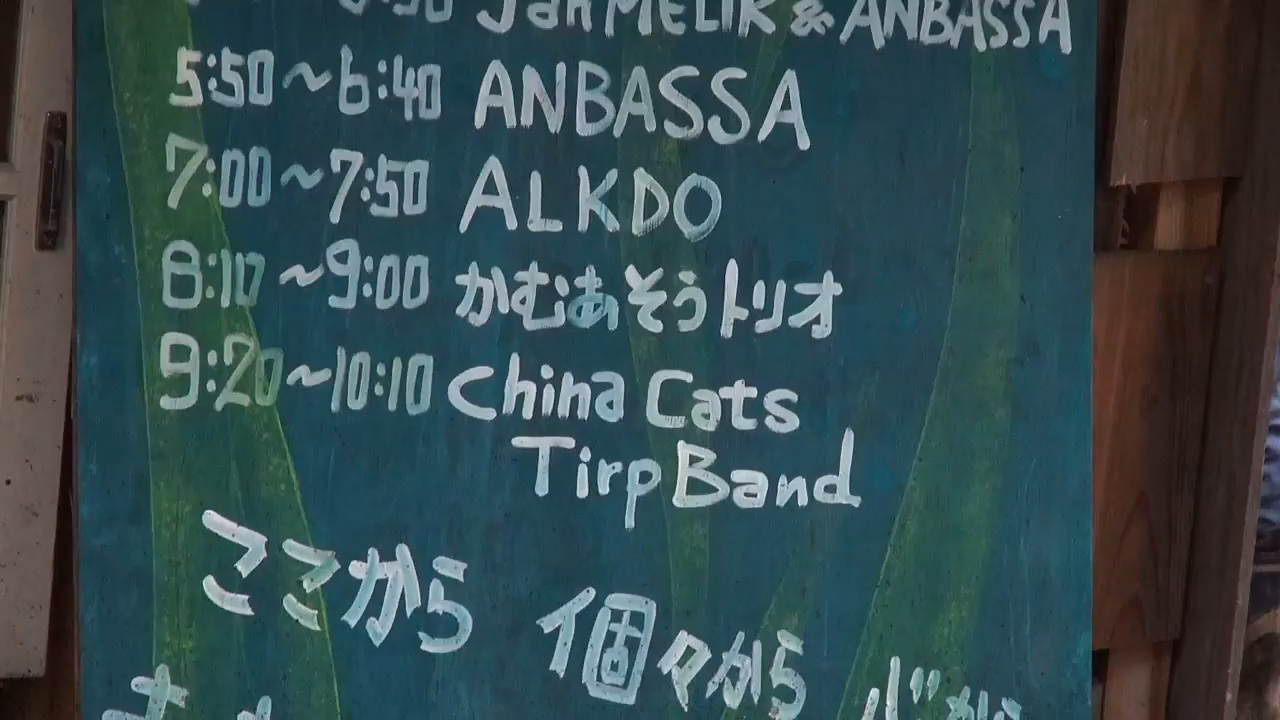 Jah MELIK & ANBASSA
5:50~6:40 ANBASSA
7:00~7:50 ALKDO
8:10~9:00 かむあそうトリオ
9:20~10:10 China Cats
Tirp Band
ここから 個々から